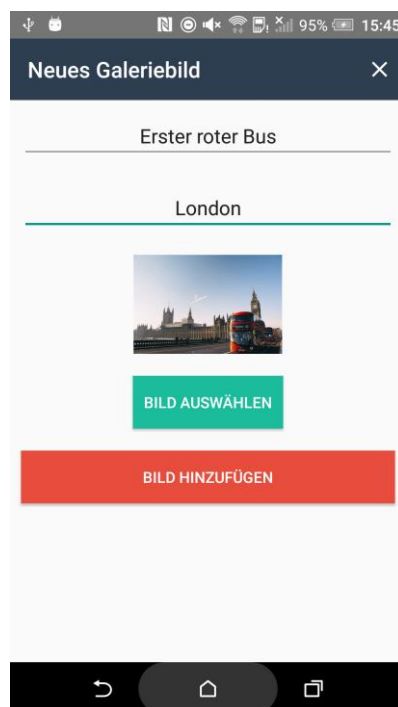 95% 15:45
Neues Galeriebild
Erster roter Bus
London
BILD AUSWÄHLEN
BILD HINZUFÜGEN